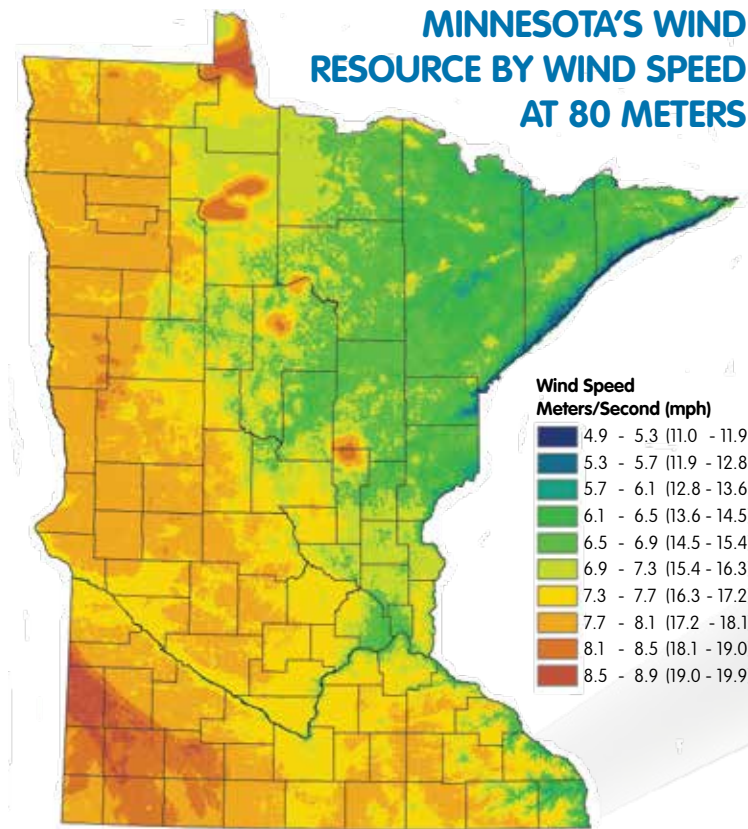 MINNESOTA'S WIND
RESOURCE BY WIND SPEED
AT 80 METERS
Wind Speed
Meters/Second (mph)
4.9 - 5.3 (11.0 - 11.9
5.3 - 5.7 (11.9 - 12.8
5.7 - 6.1 (12.8 - 13.6
6.1 - 6.5 (13.6 - 14.5
6.5 - 6.9 (14.5 - 15.4
6.9 - 7.3 (15.4 - 16.3
7.3 - 7.7 (16.3 - 17.2
7.7 - 8.1 (17.2 - 18.1
8.1 - 8.5 (18.1 - 19.0
8.5 - 8.9 (19.0 - 19.9